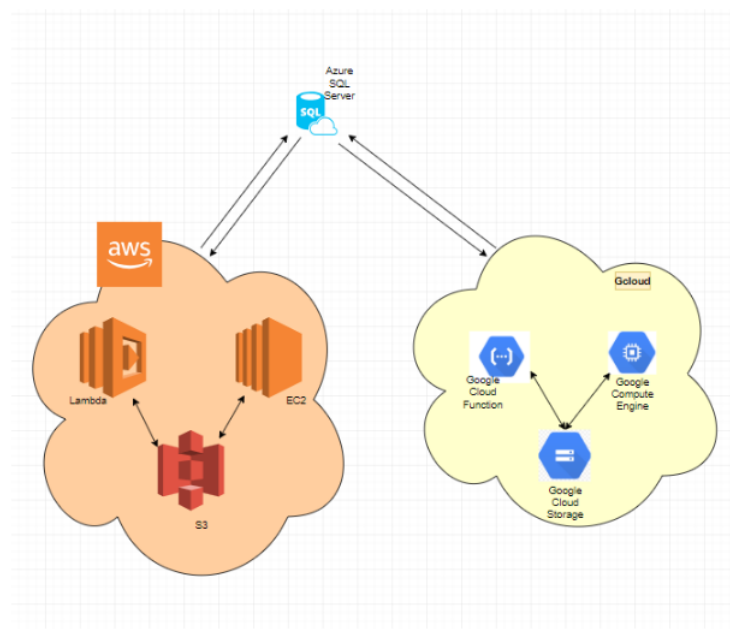 Azure
SQL
Server
SQL
aws
Gcloud
Lambda
EC2
S3
Google
Cloud
Function
Google
Compute
Engine
Google
Cloud
Storage